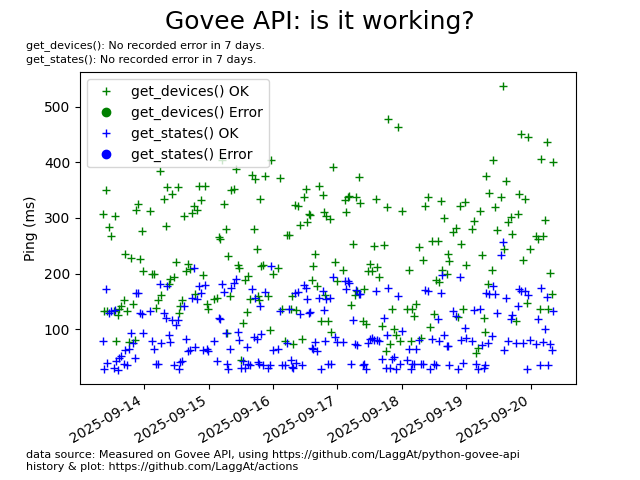 Govee API: is it working?
get_devices(): No recorded error in 7 days.
get_states(): No recorded error in 7 days.
get_devices() OK
get_devices() Error
get_states() OK
get_states() Error
Ping (ms)
500
400
300
200
100
2025-09-14
2025-09-15
2025-09-16
2025-09-17
2025-09-18
2025-09-19
2025-09-20
data source: Measured on Govee API, using https://github.com/LaggAt/python-govee-api
history & plot: https://github.com/LaggAt/actions